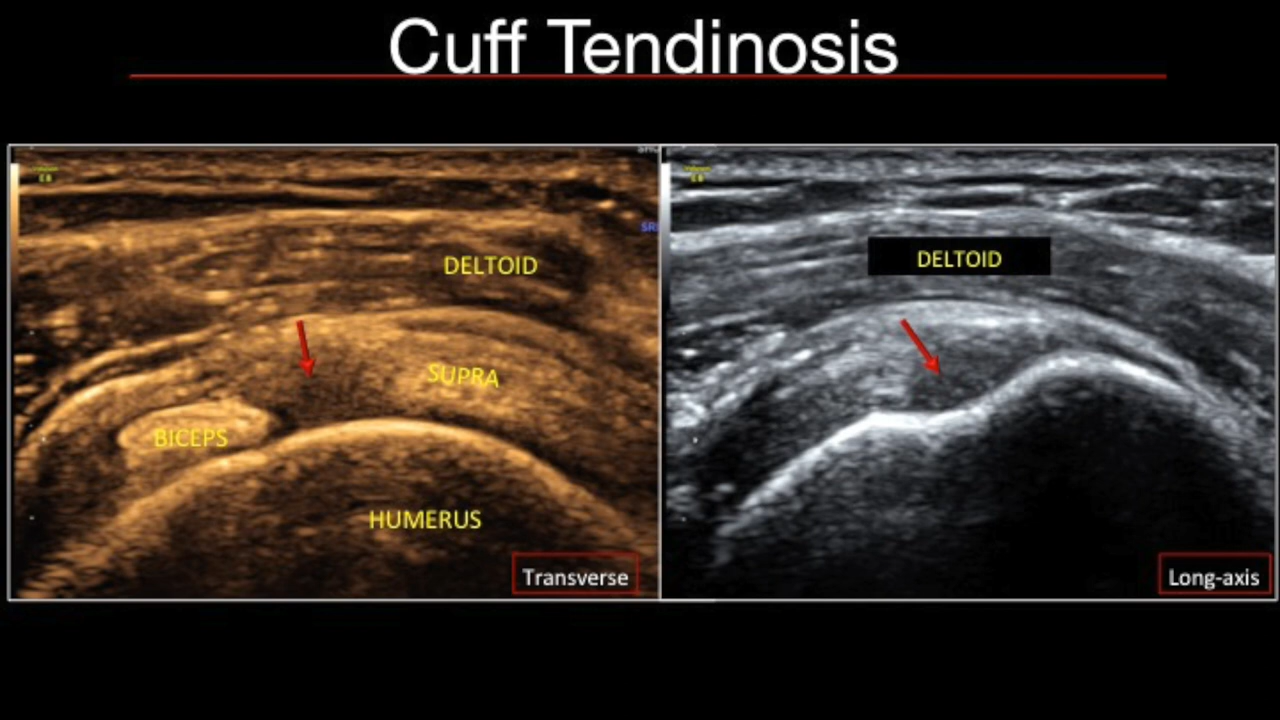 Cuff Tendinosis
DELTOID
SUPRA
BICEPS
HUMERUS
Transverse
DELTOID
Long-axis